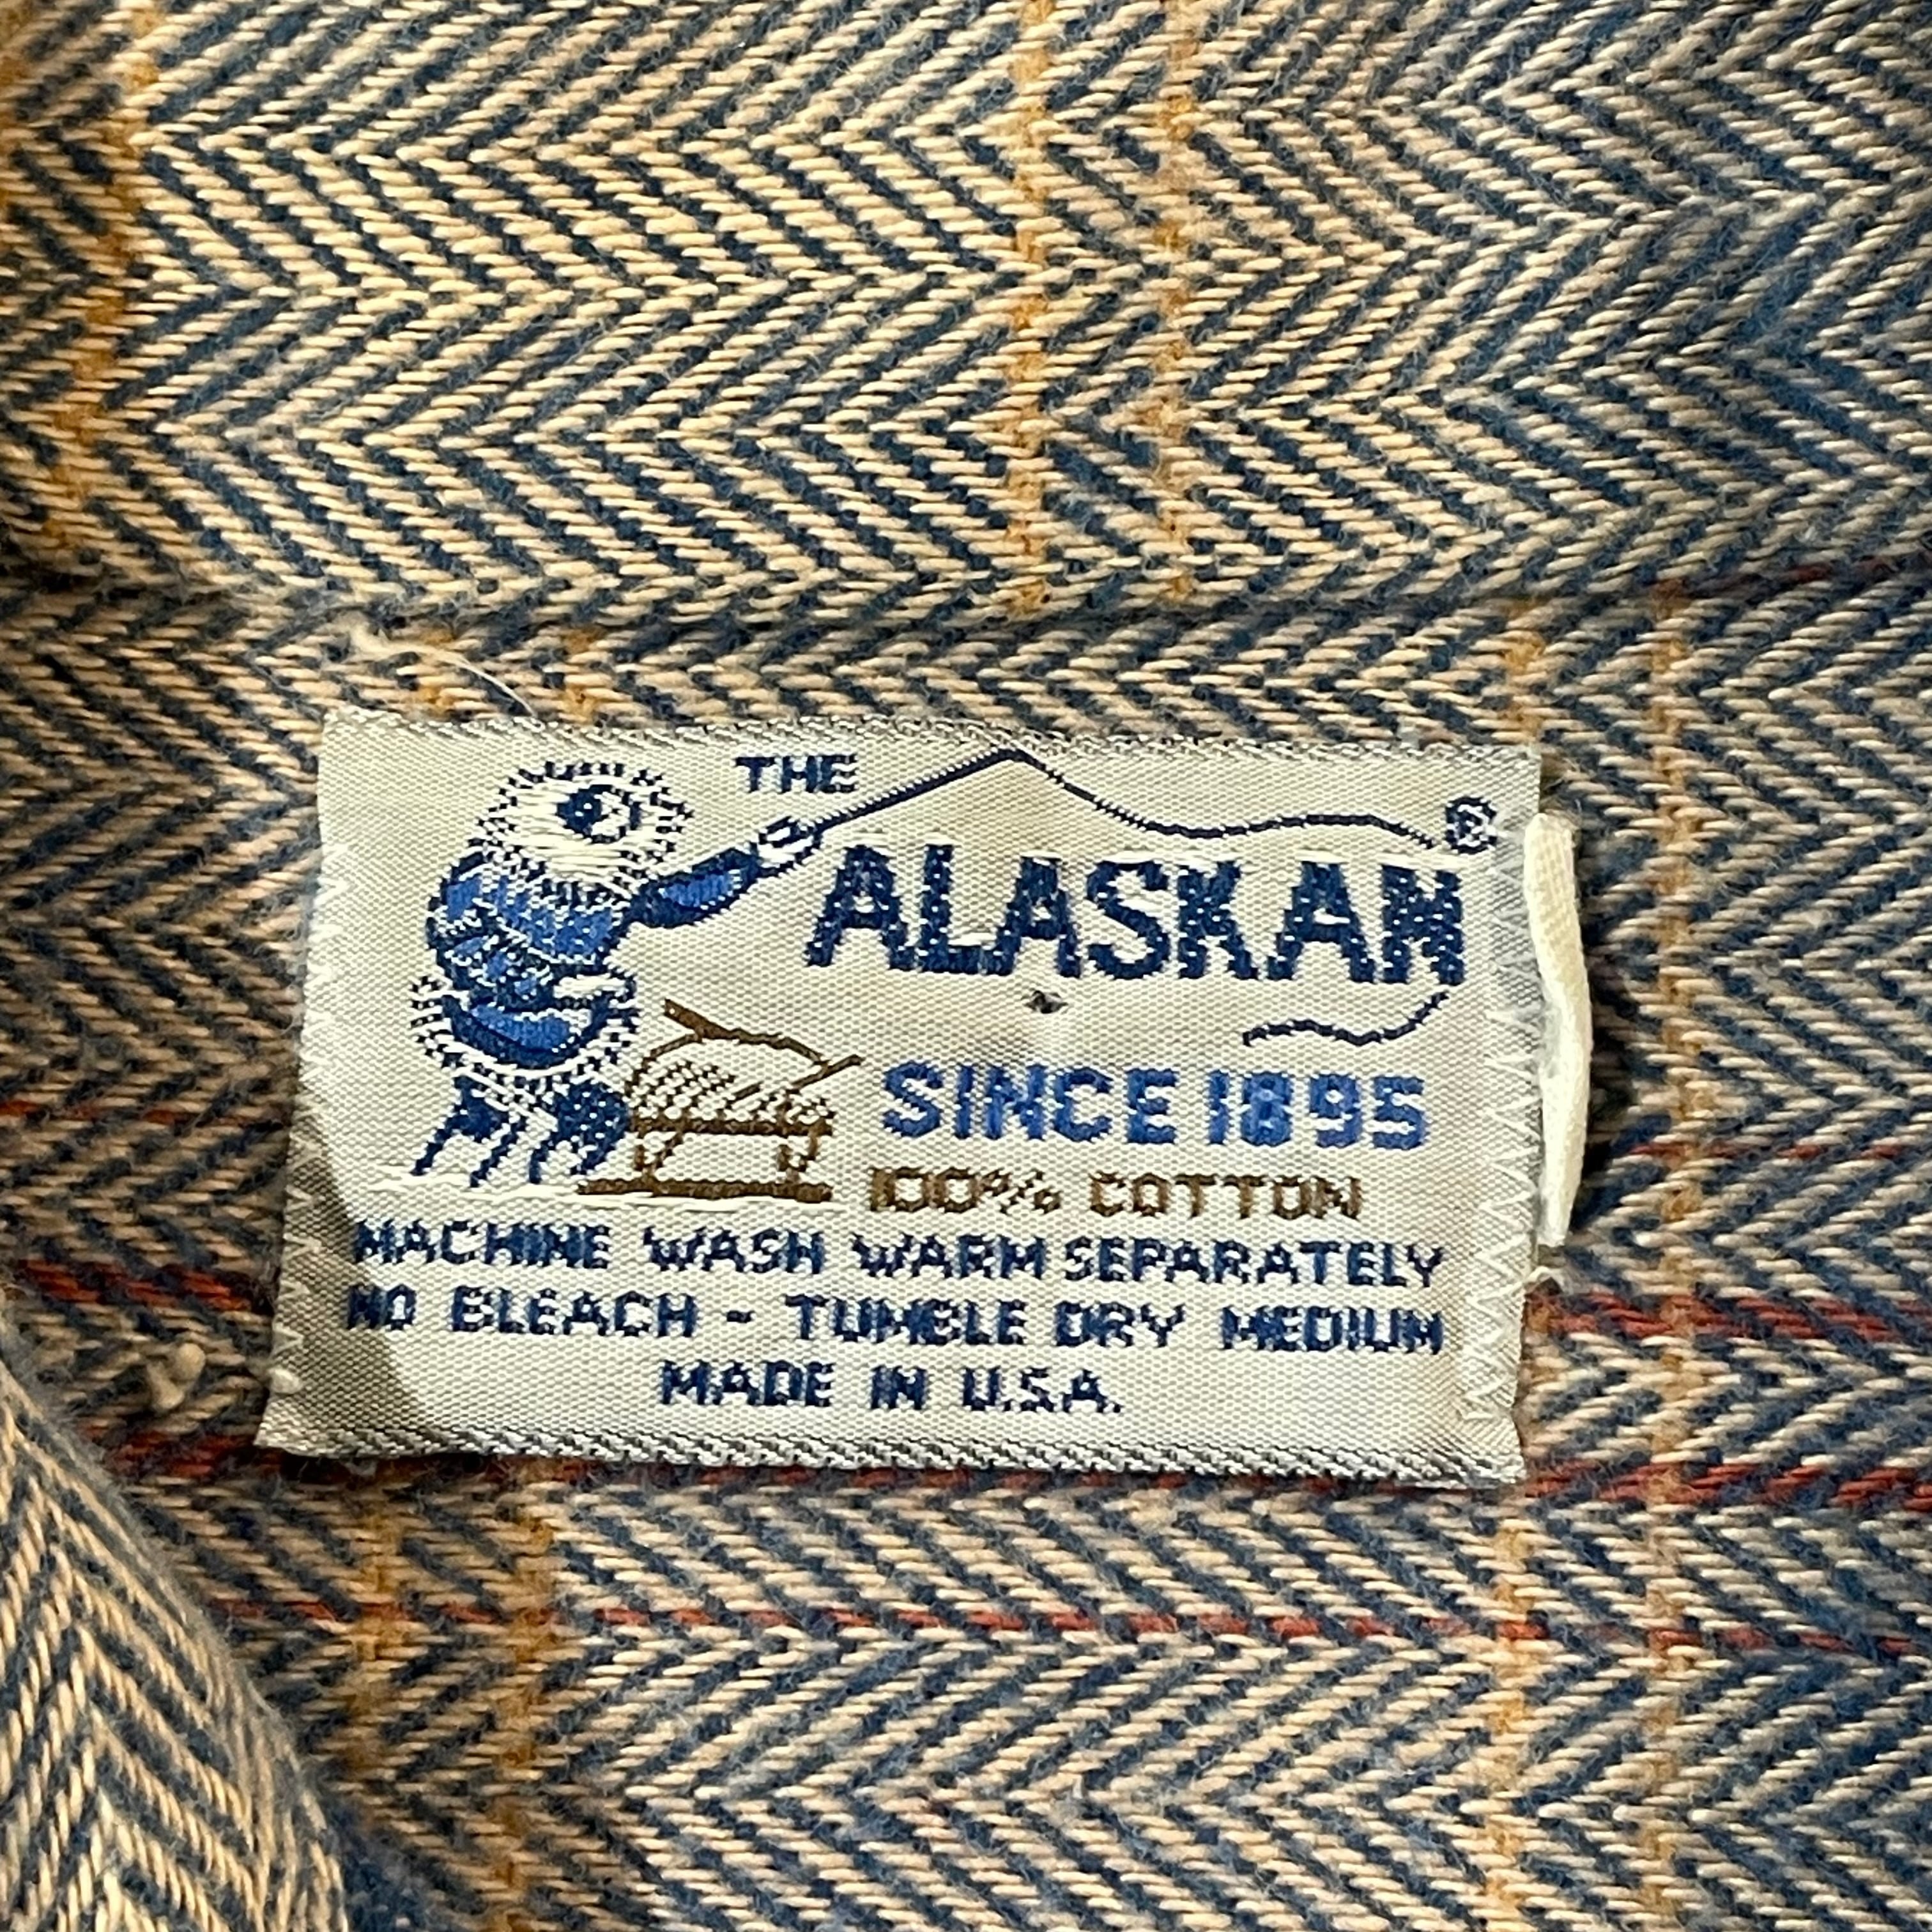 THE
ALASKAN ®
SINCE 1895
100% COTTON
MACHINE WASH WARM SEPARATELY
NO BLEACH - TUMBLE DRY MEDIUM
MADE IN U.S.A.